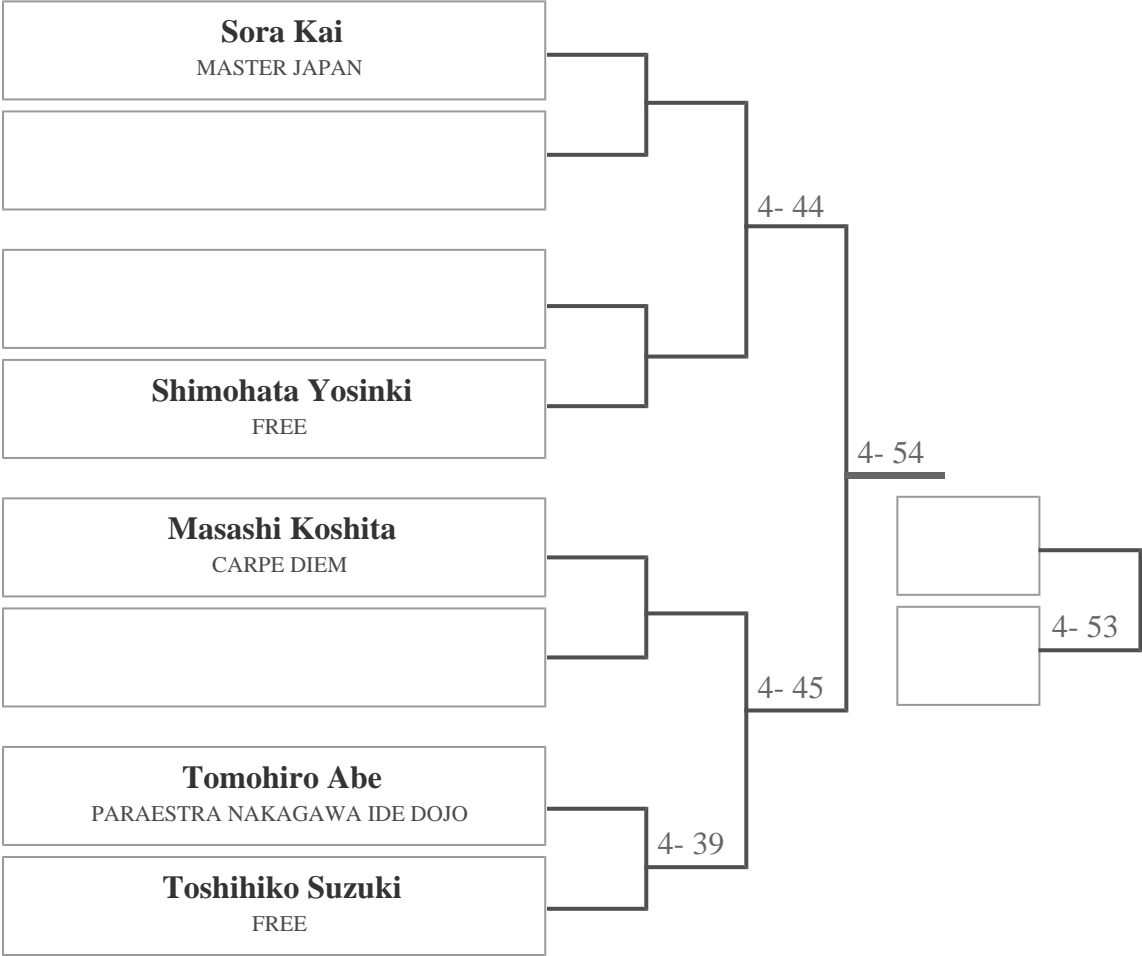 Sora Kai
MASTER JAPAN
4- 44
Shimohata Yosinki
FREE
4- 54
Masashi Koshita
CARPE DIEM
4- 53
4- 45
Tomohiro Abe
PARAESTRA NAKAGAWA IDE DOJO
4- 39
Toshihiko Suzuki
FREE